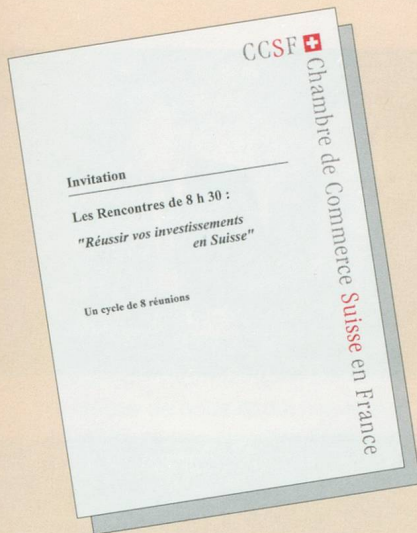 CCSF
Chambre de Commerce Suisse en France
Invitation
Les Rencontres de 8 h 30 :
"Réussir vos investissements
en Suisse"
Un cycle de 8 réunions